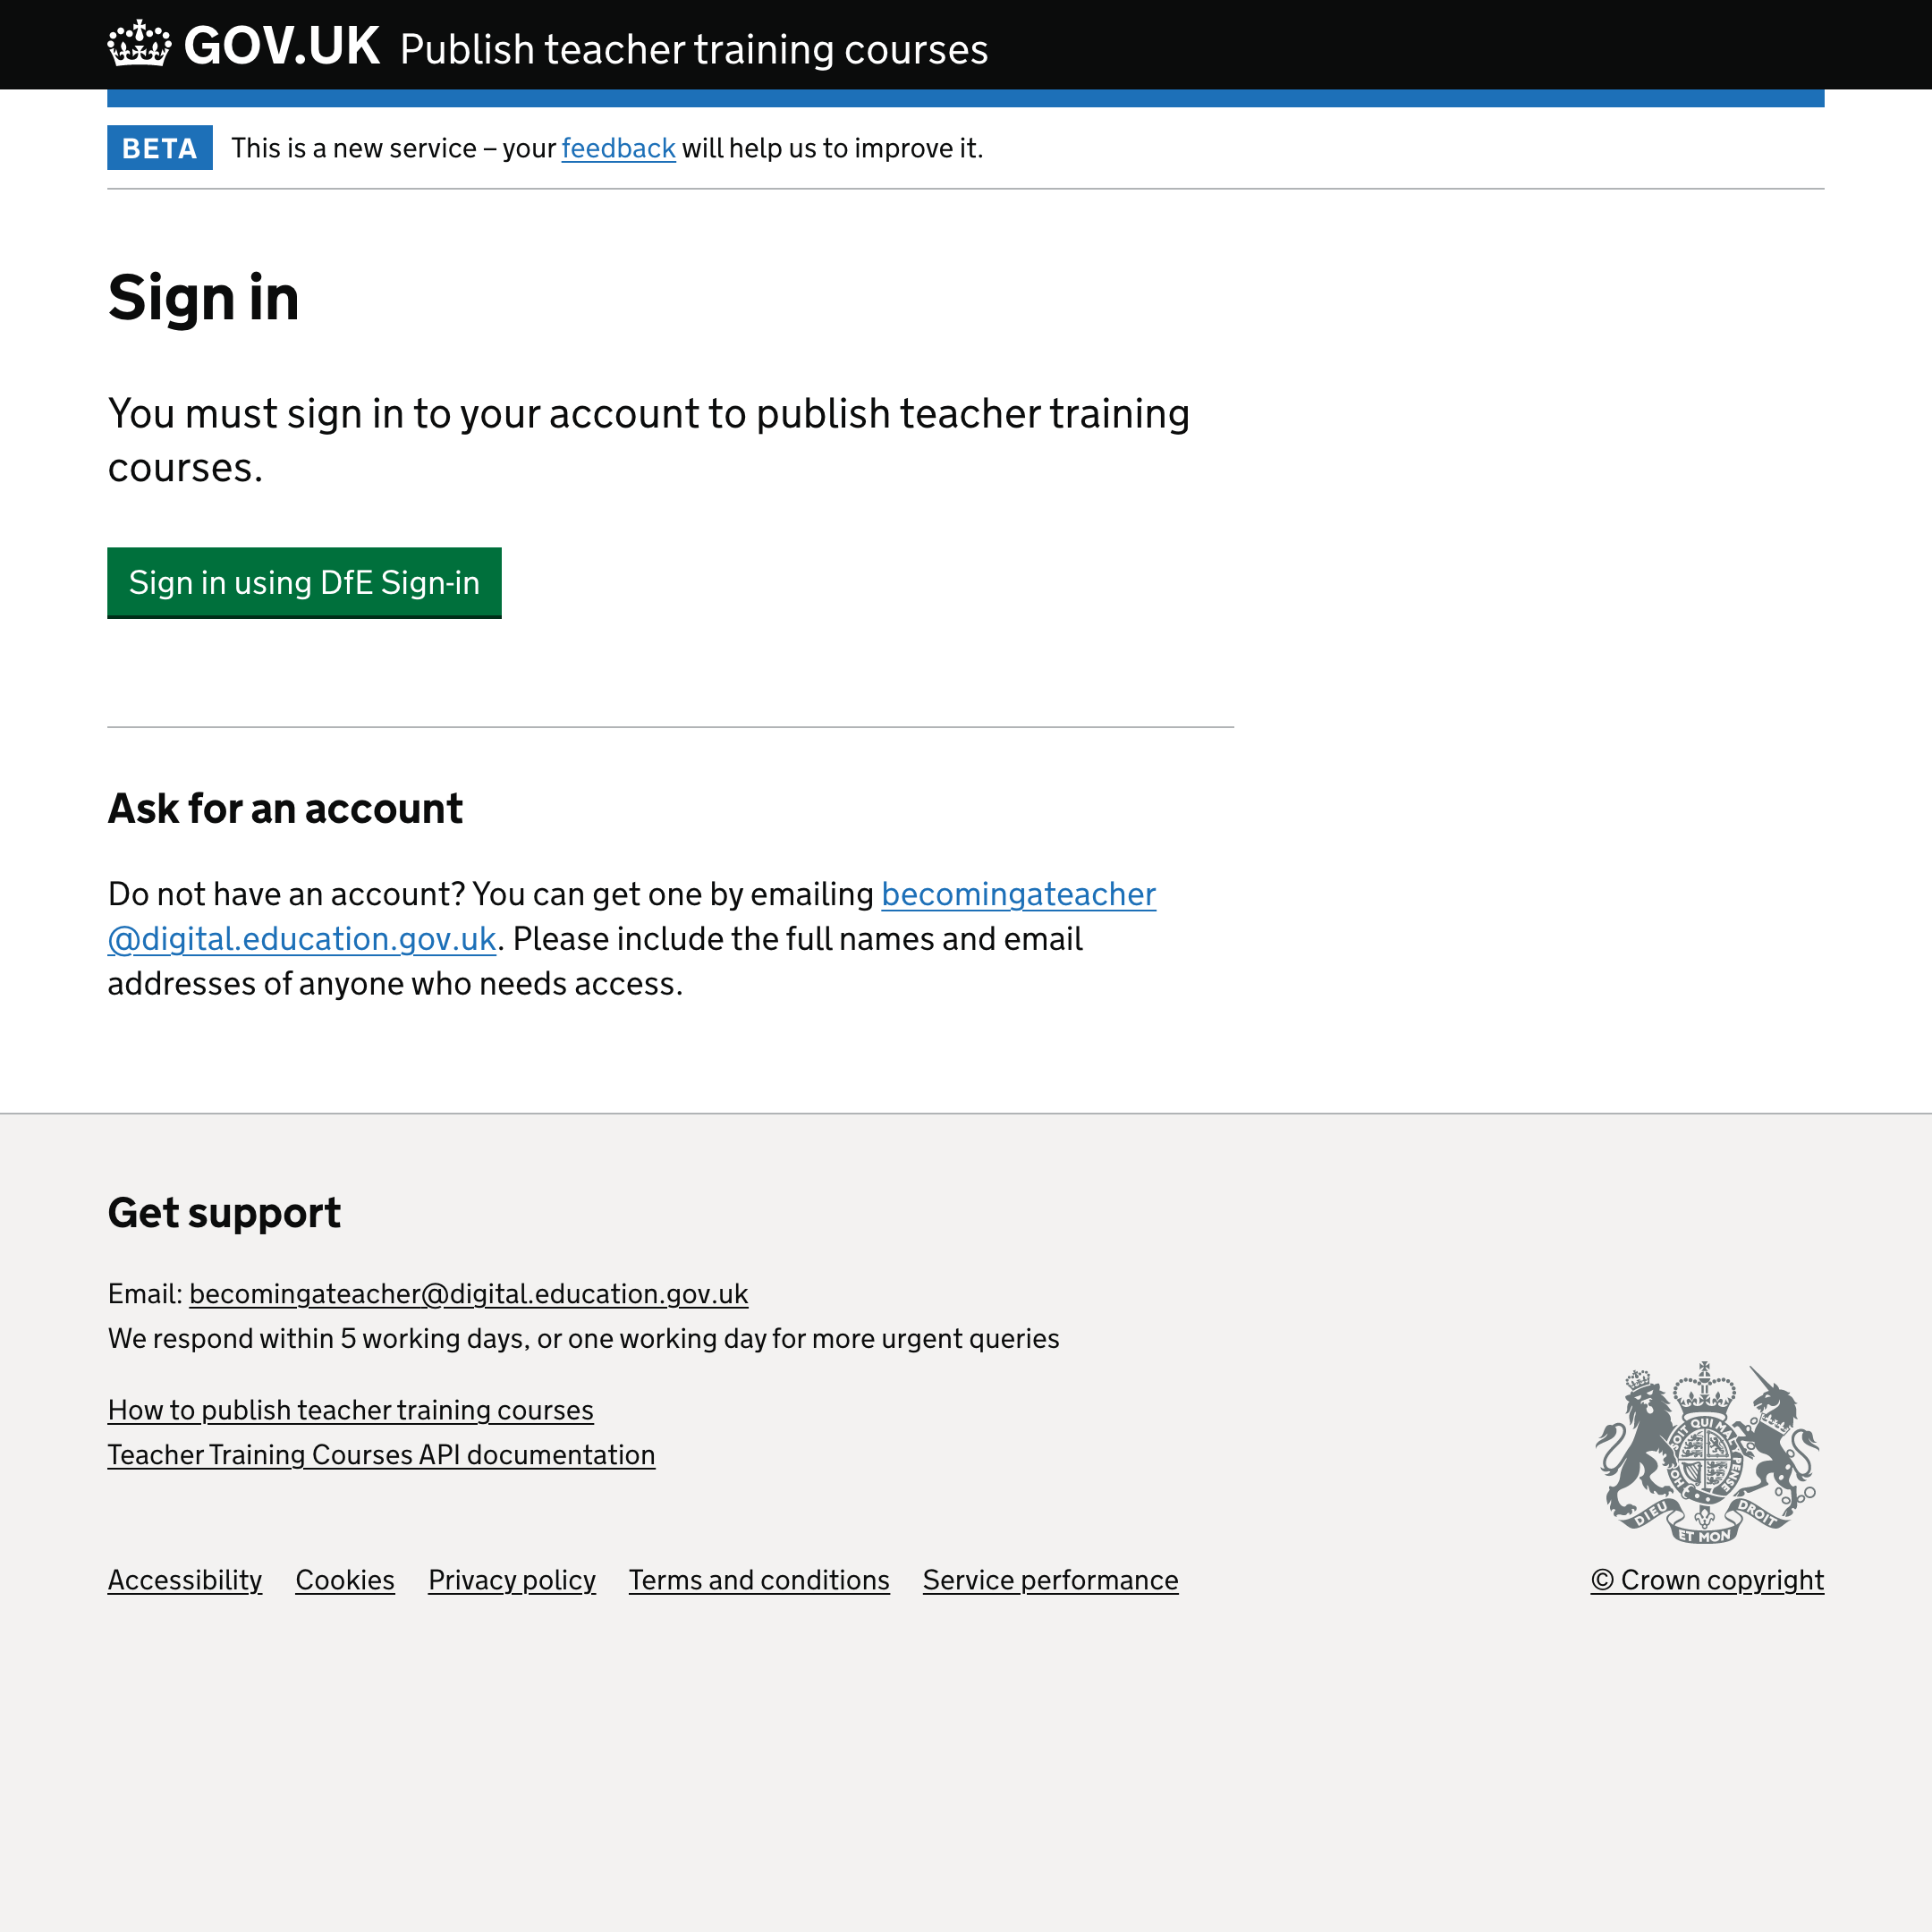 GOV.UK Publish teacher training courses
BETA This is a new service – your feedback will help us to improve it.
Sign in
You must sign in to your account to publish teacher training
courses.
Sign in using DfE Sign-in
Ask for an account
Do not have an account? You can get one by emailing becomingateacher
@digital.education.gov.uk. Please include the full names and email
addresses of anyone who needs access.
Get support
Email: becomingateacher@digital.education.gov.uk
We respond within 5 working days, or one working day for more urgent queries
How to publish teacher training courses
Teacher Training Courses API documentation
SOIT QUI MAL Y PENSE
DIEU ET MON DROIT
Accessibility Cookies Privacy policy Terms and conditions Service performance
© Crown copyright